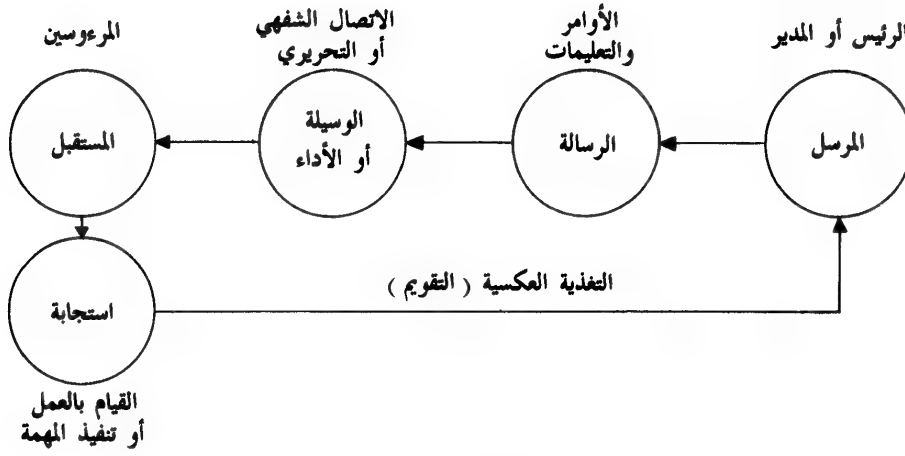 الرئيس أو المدير
المرسل
الأوامر
والتعليمات
الرسالة
الاتصال الشفهي
أو التحريري
الوسيلة
أو الأداء
المرءوسين
المستقبل
استجابة
القيام بالعمل
أو تنفيذ المهمة
التغذية العكسية ( التقويم )